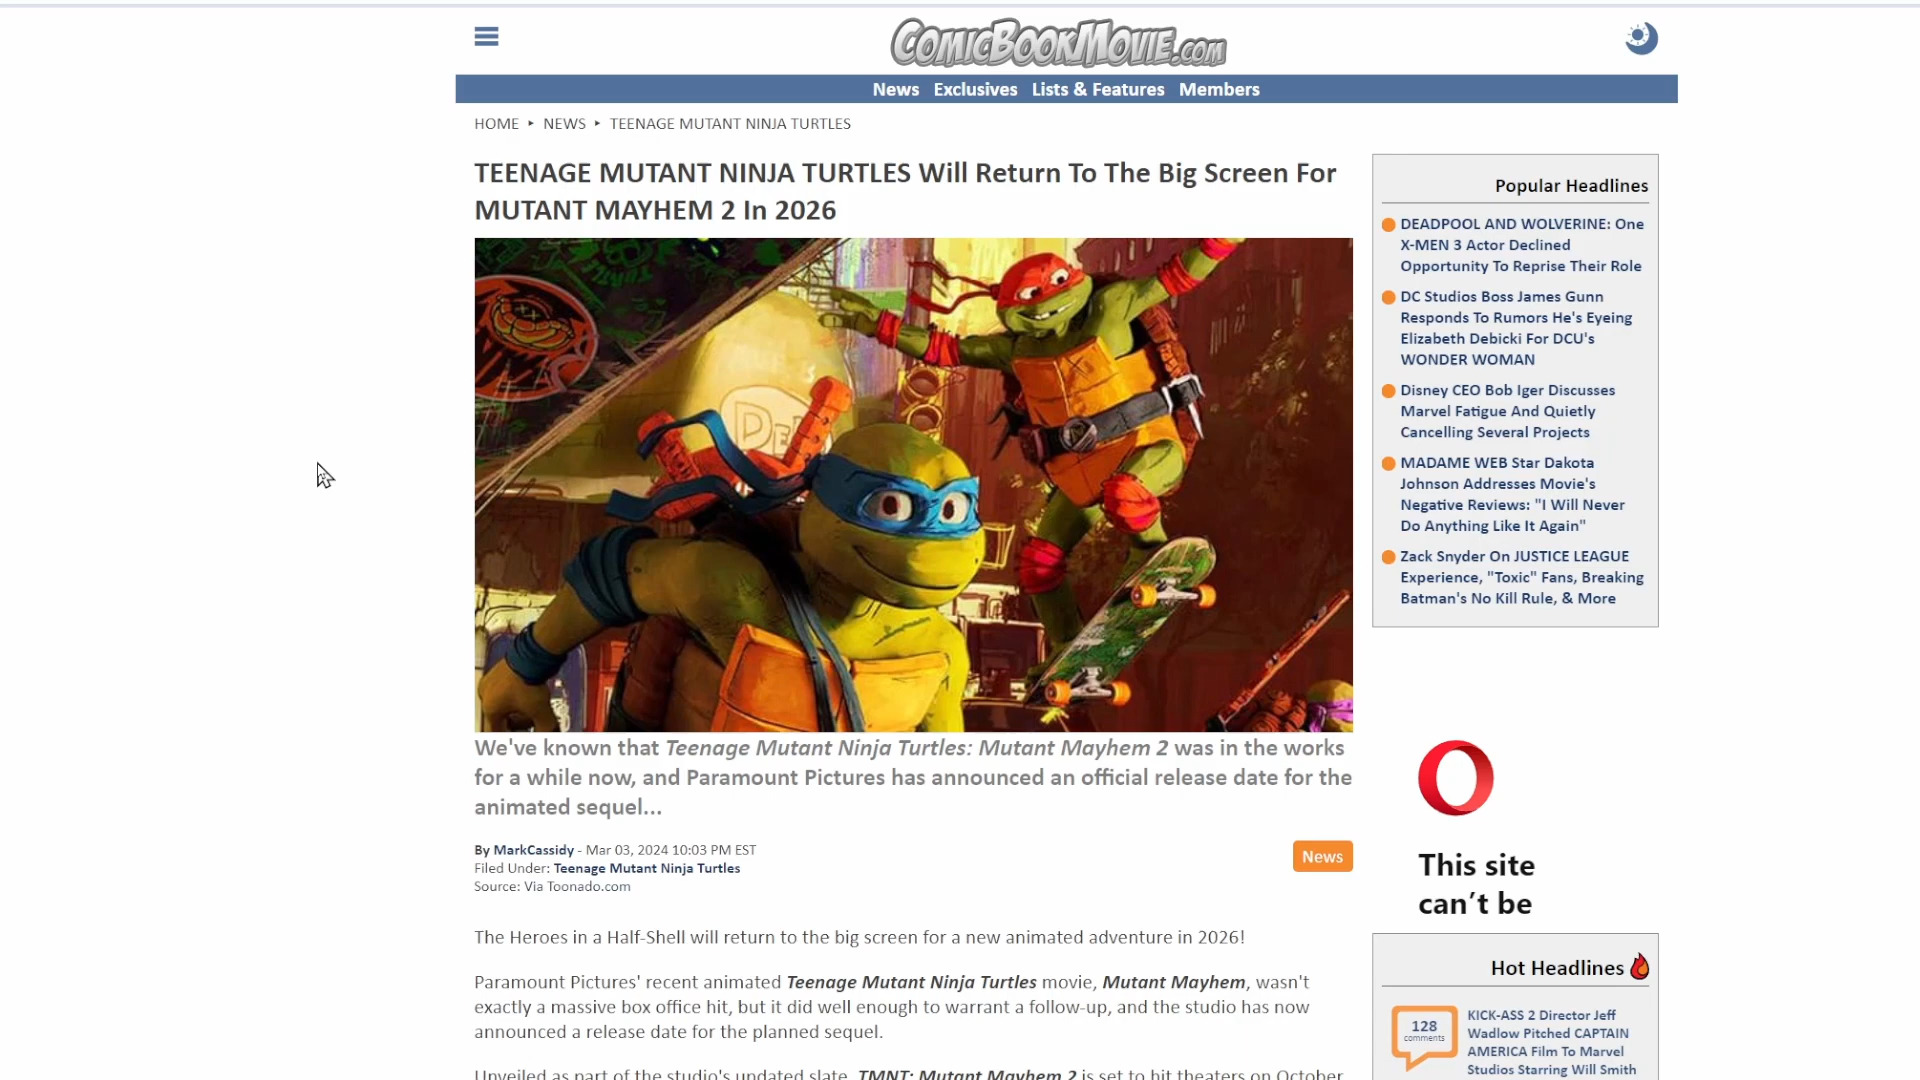 COMICBOOKMOVIE.COM
News Exclusives Lists & Features Members
HOME ▸ NEWS ▸ TEENAGE MUTANT NINJA TURTLES
TEENAGE MUTANT NINJA TURTLES Will Return To The Big Screen For
MUTANT MAYHEM 2 In 2026
We've known that Teenage Mutant Ninja Turtles: Mutant Mayhem 2 was in the works
for a while now, and Paramount Pictures has announced an official release date for the
animated sequel...
By MarkCassidy - Mar 03, 2024 10:03 PM EST
Filed Under: Teenage Mutant Ninja Turtles
Source: Via Toonado.com
News
The Heroes in a Half-Shell will return to the big screen for a new animated adventure in 2026!
Paramount Pictures' recent animated Teenage Mutant Ninja Turtles movie, Mutant Mayhem, wasn't
exactly a massive box office hit, but it did well enough to warrant a follow-up, and the studio has now
announced a release date for the planned sequel.
Unveiled as part of the studio's updated slate, TMNT: Mutant Mayhem 2 is set to hit theaters on October
Popular Headlines
DEADPOOL AND WOLVERINE: One
X-MEN 3 Actor Declined
Opportunity To Reprise Their Role
DC Studios Boss James Gunn
Responds To Rumors He's Eyeing
Elizabeth Debicki For DCU's
WONDER WOMAN
Disney CEO Bob Iger Discusses
Marvel Fatigue And Quietly
Cancelling Several Projects
MADAME WEB Star Dakota
Johnson Addresses Movie's
Negative Reviews: "I Will Never
Do Anything Like It Again"
Zack Snyder On JUSTICE LEAGUE
Experience, "Toxic" Fans, Breaking
Batman's No Kill Rule, & More
This site
can't be
Hot Headlines
128
comments
KICK-ASS 2 Director Jeff
Wadlow Pitched CAPTAIN
AMERICA Film To Marvel
Studios Starring Will Smith